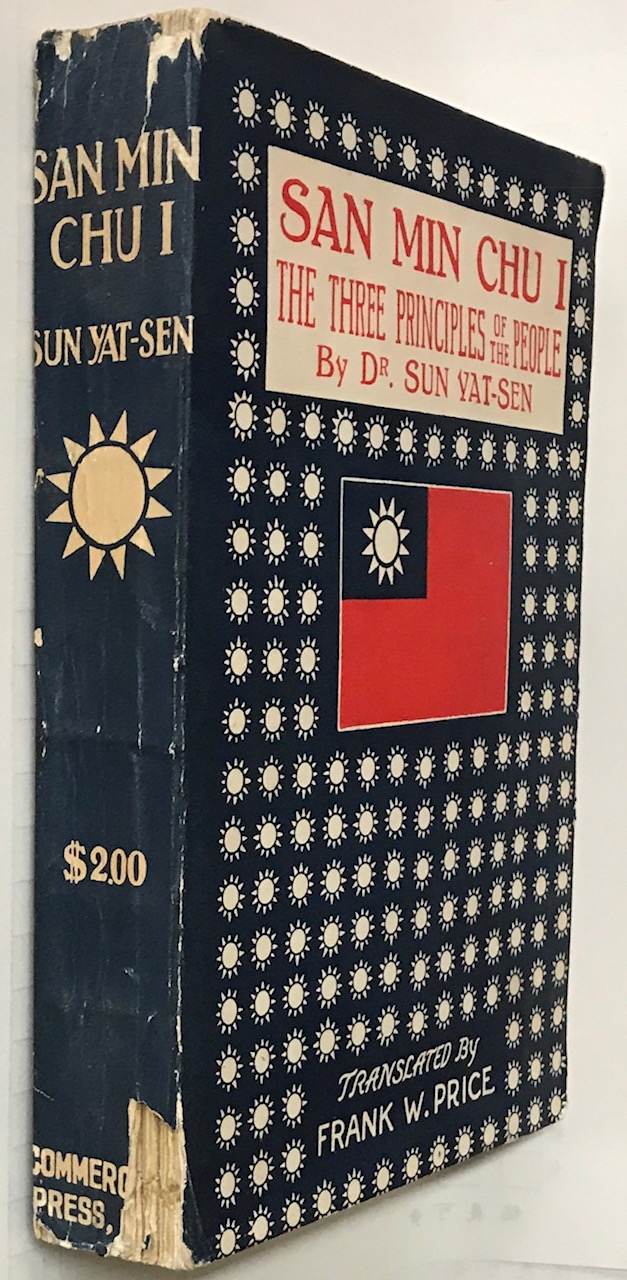 SAN MIN
CHU I
SUN YAT-SEN
$2.00
PRESS,
SAN MIN CHU I
THE THREE PRINCIPLES OF THE PEOPLE
By DR. SUN YAT-SEN
TRANSLATED By
FRANK W. PRICE